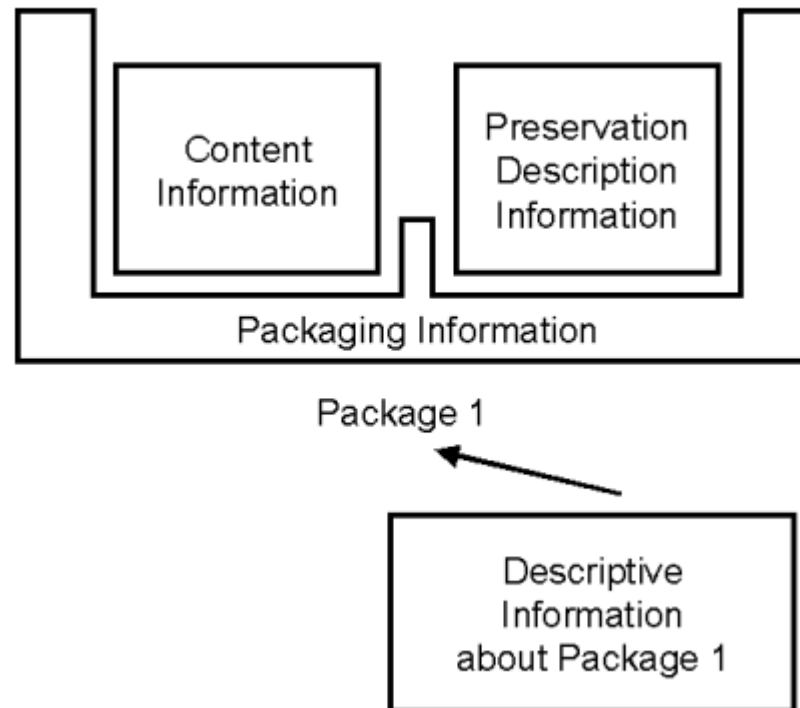 Content
Information
Preservation
Description
Information
Packaging Information
Package 1
Descriptive
Information
about Package 1